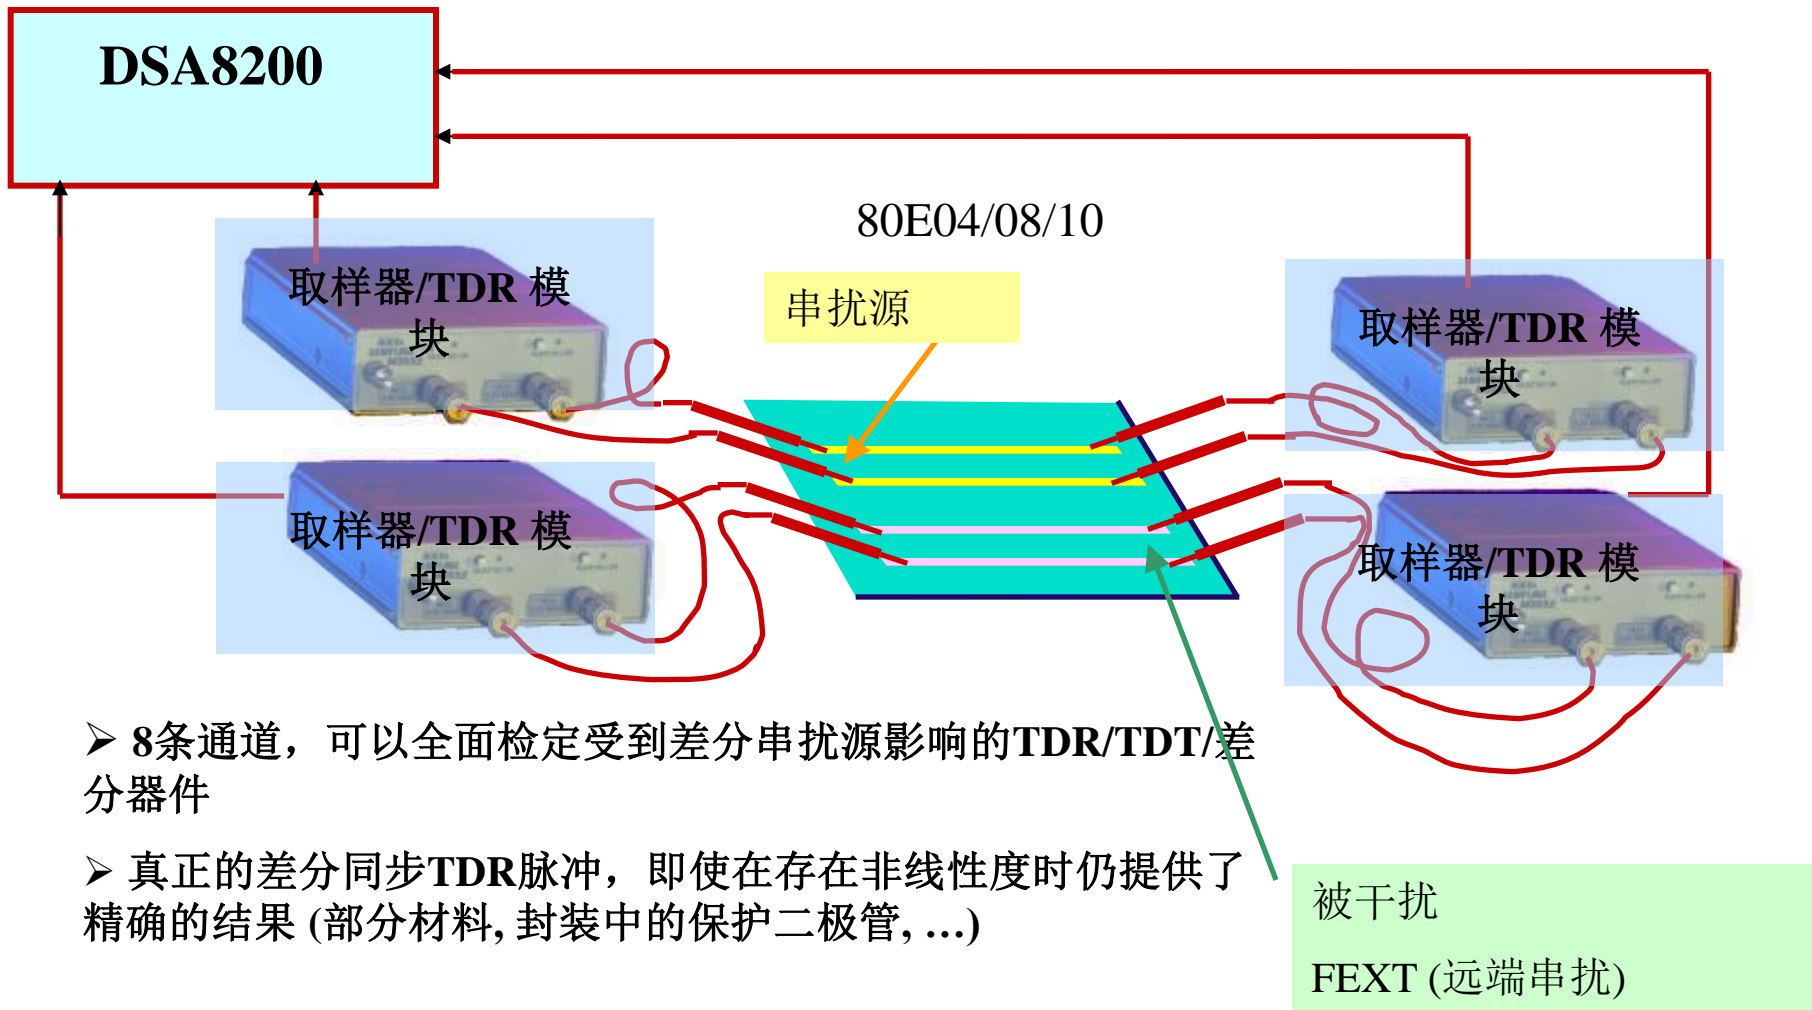 DSA8200
80E04/08/10
取样器/TDR 模
块
串扰源
取样器/TDR 模
块
取样器/TDR 模
块
取样器/TDR 模
块
➢ 8条通道，可以全面检定受到差分串扰源影响的TDR/TDT/差
分器件
➢ 真正的差分同步TDR脉冲，即使在存在非线性度时仍提供了
精确的结果 (部分材料, 封装中的保护二极管, …)
被干扰
FEXT (远端串扰)